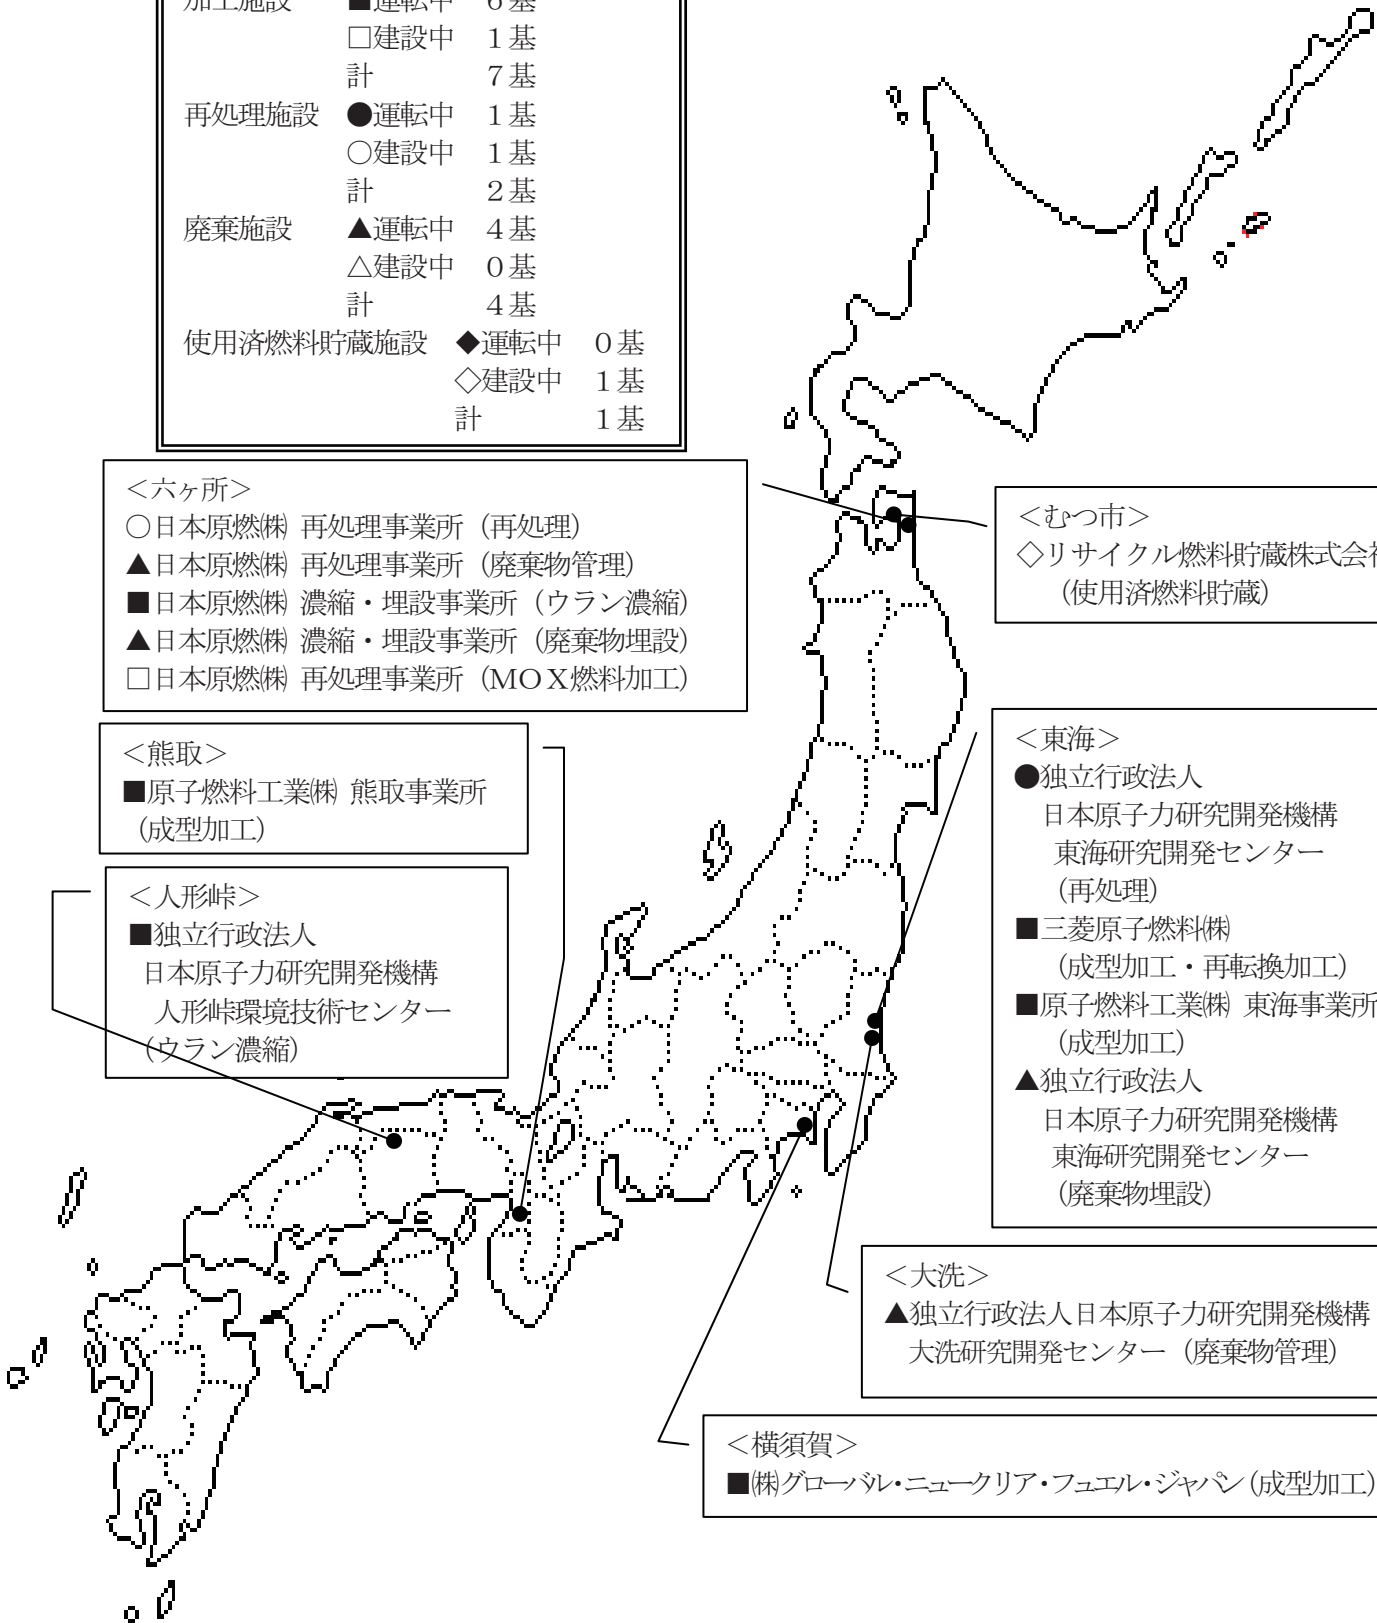 加工施設 ■運転中 6基
□建設中 1基
計 7基
再処理施設 ●運転中 1基
○建設中 1基
計 2基
廃棄施設 ▲運転中 4基
△建設中 0基
計 4基
使用済燃料貯蔵施設 ◆運転中 0基
◇建設中 1基
計 1基
＜六ヶ所＞
○日本原燃㈱ 再処理事業所（再処理）
▲日本原燃㈱ 再処理事業所（廃棄物管理）
■日本原燃㈱ 濃縮・埋設事業所（ウラン濃縮）
▲日本原燃㈱ 濃縮・埋設事業所（廃棄物埋設）
□日本原燃㈱ 再処理事業所（MOX燃料加工）
＜むつ市＞
◇リサイクル燃料貯蔵株式会社
（使用済燃料貯蔵）
＜熊取＞
■原子燃料工業㈱ 熊取事業所
（成型加工）
＜人形峠＞
■独立行政法人
日本原子力研究開発機構
人形峠環境技術センター
（ウラン濃縮）
＜東海＞
●独立行政法人
日本原子力研究開発機構
東海研究開発センター
（再処理）
■三菱原子燃料㈱
（成型加工・再転換加工）
■原子燃料工業㈱ 東海事業所
（成型加工）
▲独立行政法人
日本原子力研究開発機構
東海研究開発センター
（廃棄物埋設）
＜大洗＞
▲独立行政法人日本原子力研究開発機構
大洗研究開発センター（廃棄物管理）
＜横須賀＞
■㈱グローバル・ニュークリア・フュエル・ジャパン（成型加工）